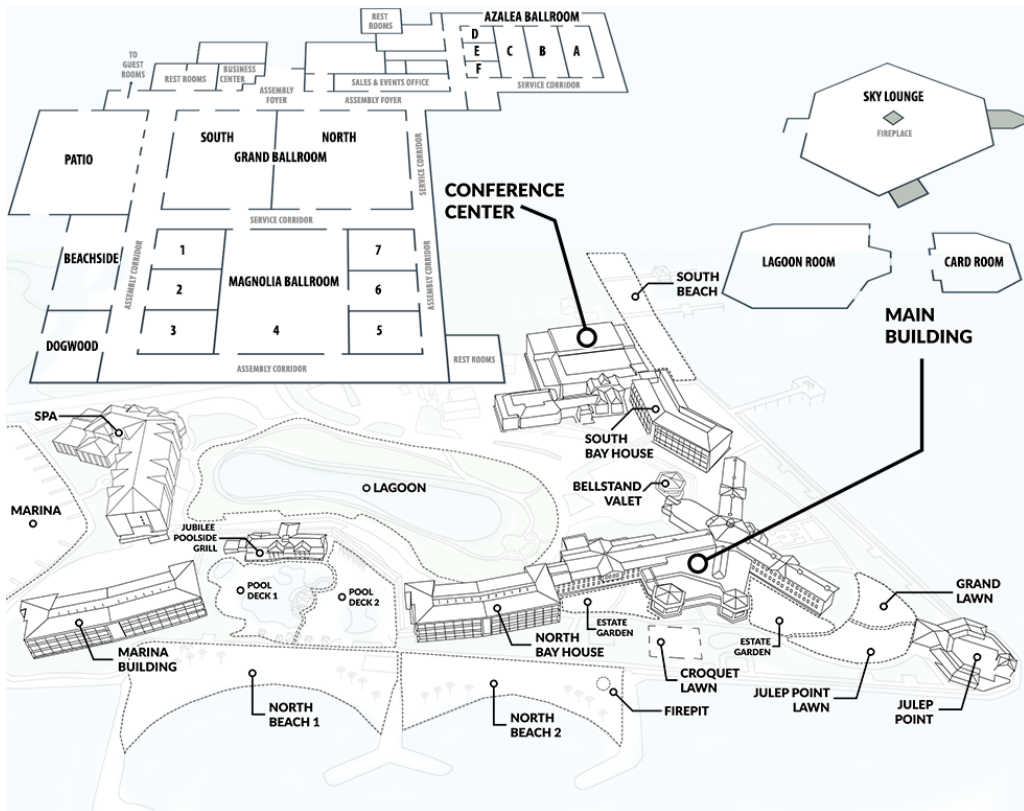 AZALEA BALLROOM
REST
ROOMS
D
E
F
C
B
A
TO
GUEST
ROOMS
REST ROOMS
BUSINESS
CENTER
SALES & EVENTS OFFICE
SERVICE CORRIDOR
ASSEMBLY
FOYER
ASSEMBLY FOYER
SKY LOUNGE
FIREPLACE
PATIO
SOUTH
NORTH
GRAND BALLROOM
SERVICE CORRIDOR
SERVICE CORRIDOR
CONFERENCE
CENTER
BEACHSIDE
ASSEMBLY CORRIDOR
1
2
3
MAGNOLIA BALLROOM
4
7
6
5
ASSEMBLY CORRIDOR
DOGWOOD
ASSEMBLY CORRIDOR
REST ROOMS
LAGOON ROOM
CARD ROOM
SOUTH
BEACH
MAIN
BUILDING
SPA
SOUTH
BAY HOUSE
MARINA
LAGOON
BELLSTAND
VALET
JUBILEE
POOLSIDE
GRILL
POOL
DECK 1
POOL
DECK 2
GRAND
LAWN
ESTATE
GARDEN
ESTATE
GARDEN
MARINA
BUILDING
NORTH
BAY HOUSE
CROQUET
LAWN
JULEP POINT
LAWN
JULEP
POINT
NORTH
BEACH 1
NORTH
BEACH 2
FIREPIT